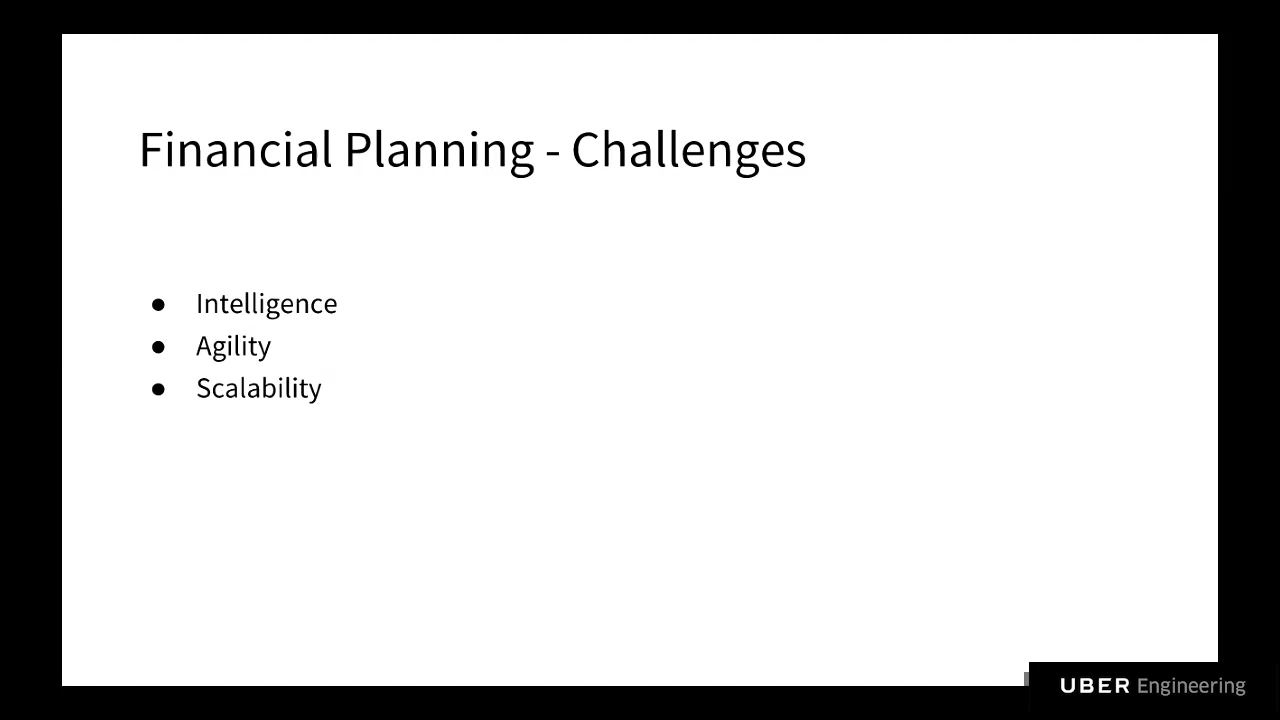 Financial Planning - Challenges
● Intelligence
● Agility
● Scalability
UBER Engineering